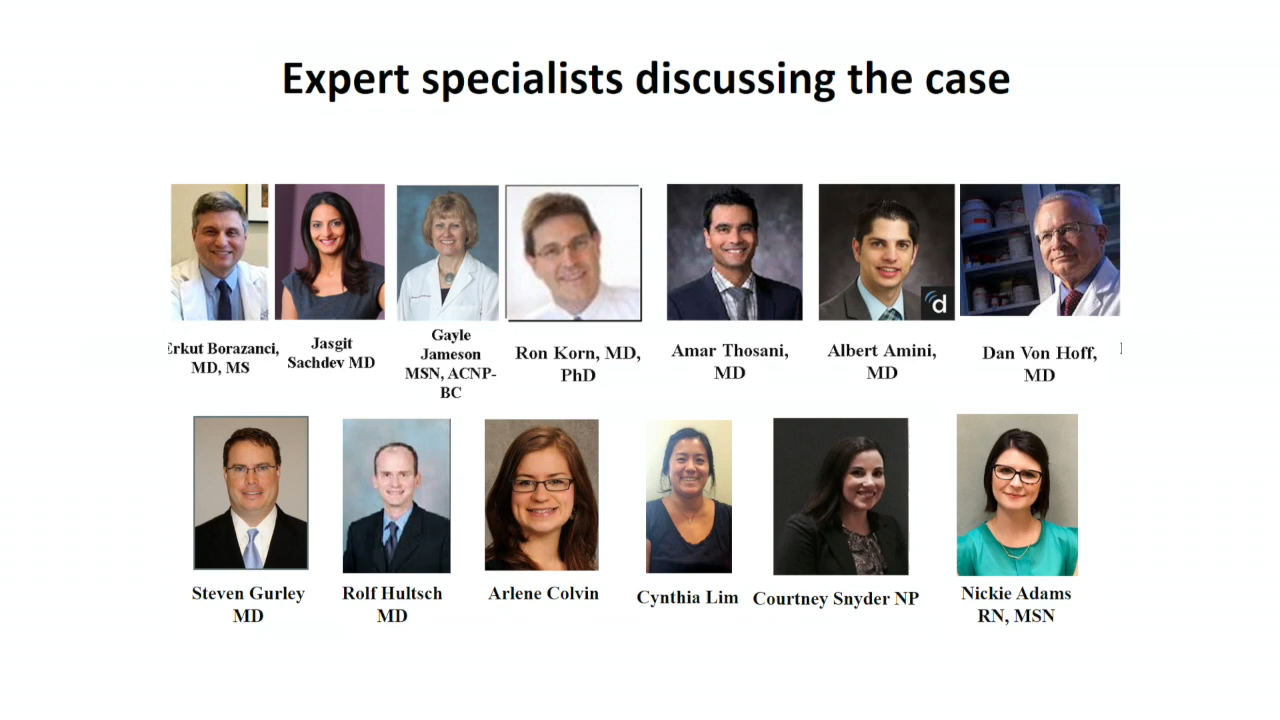 Expert specialists discussing the case
d
Erkut Borazanci,
MD, MS
Jasgit
Sachdev MD
Gayle
Jameson
MSN, ACNP-
BC
Ron Korn, MD,
PhD
Amar Thosani,
MD
Albert Amini,
MD
Dan Von Hoff,
MD
Steven Gurley
MD
Rolf Hultsch
MD
Arlene Colvin
Cynthia Lim
Courtney Snyder NP
Nickie Adams
RN, MSN